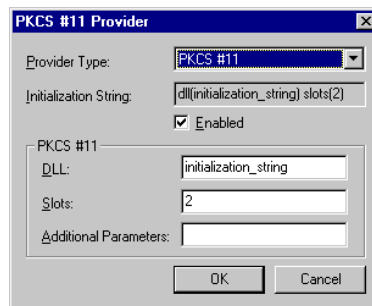 PKCS #11 Provider
Provider Type: PKCS #11
Initialization String: dll(initialization_string) slots(2)
Enabled
PKCS #11
DLL: initialization_string
Slots: 2
Additional Parameters:
OK Cancel